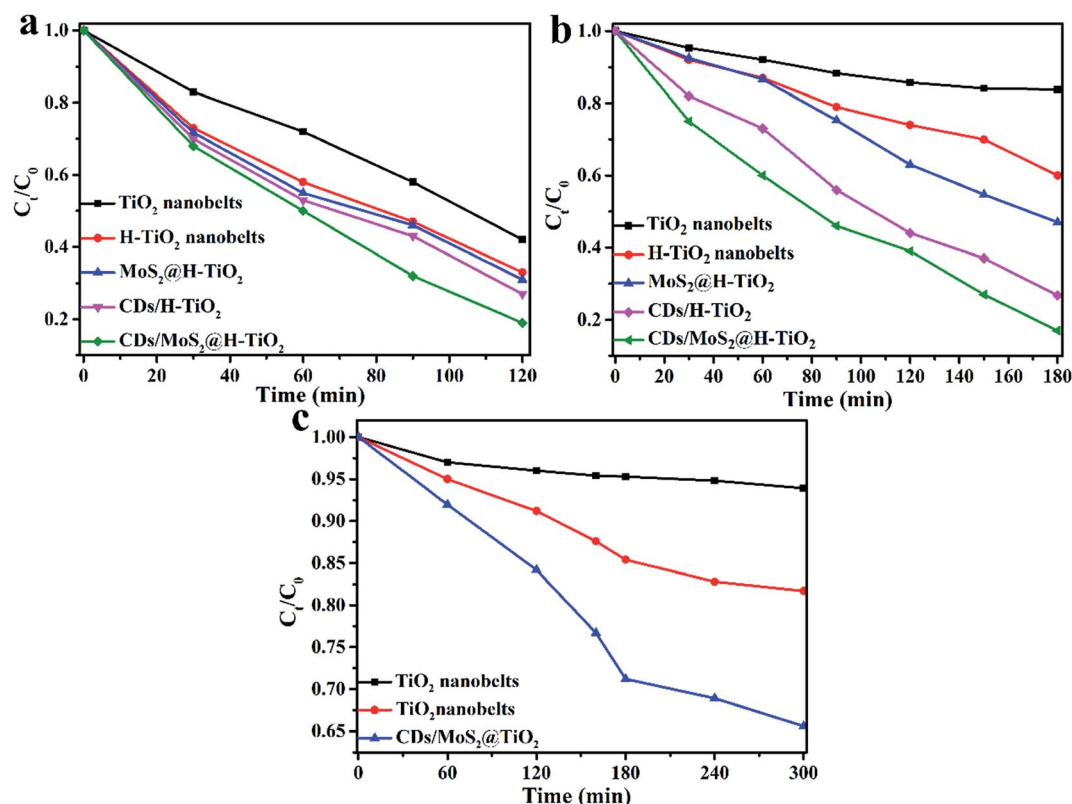 a
1.0
0.8
0.6
0.4
0.2
Cₜ/C₀
TiO₂ nanobelts
H-TiO₂ nanobelts
MoS₂@H-TiO₂
CDs/H-TiO₂
CDs/MoS₂@H-TiO₂
0 20 40 60 80 100 120
Time (min)
b
1.0
0.8
0.6
0.4
0.2
Cₜ/C₀
TiO₂ nanobelts
H-TiO₂ nanobelts
MoS₂@H-TiO₂
CDs/H-TiO₂
CDs/MoS₂@H-TiO₂
0 20 40 60 80 100 120 140 160 180
Time (min)
c
1.00
0.95
0.90
0.85
0.80
0.75
0.70
0.65
Cₜ/C₀
TiO₂ nanobelts
TiO₂nanobelts
CDs/MoS₂@TiO₂
0 60 120 180 240 300
Time (min)